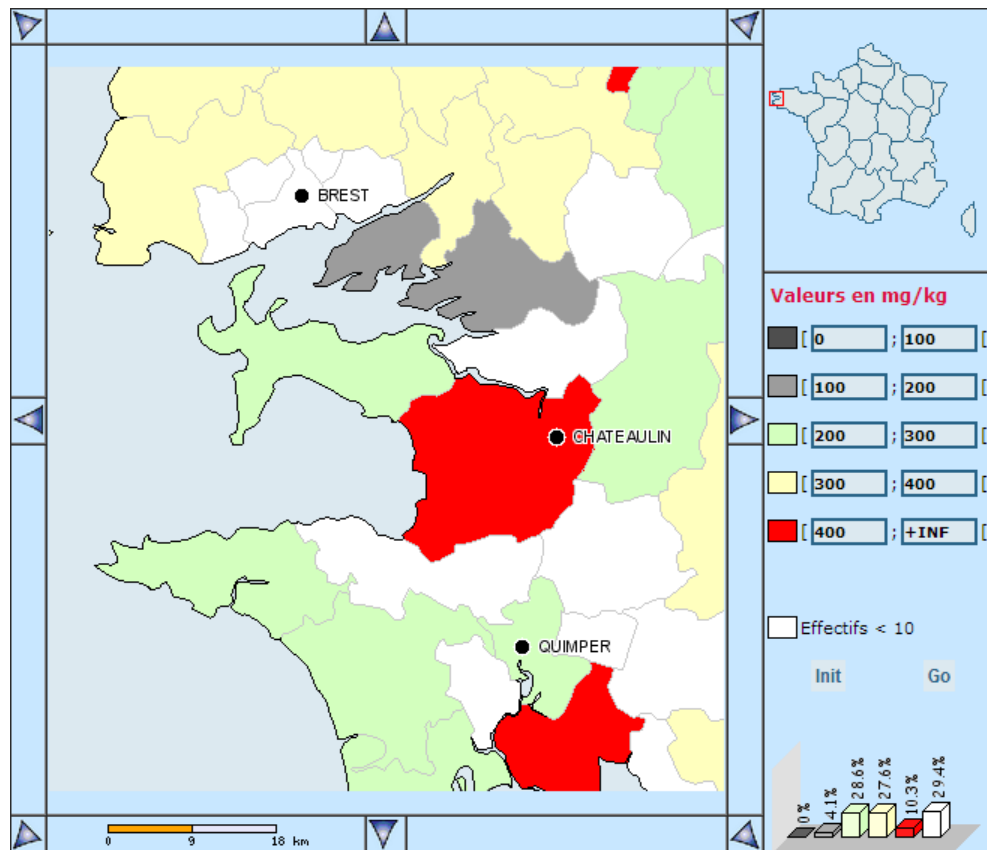 BREST
CHATEAULIN
QUIMPER
0 9 18 km
Valeurs en mg/kg
[ 0 ; 100 [
[ 100 ; 200 [
[ 200 ; 300 [
[ 300 ; 400 [
[ 400 ; +INF [
Effectifs < 10
Init Go
0 % 4.1% 28.6% 27.6% 10.3% 29.4%